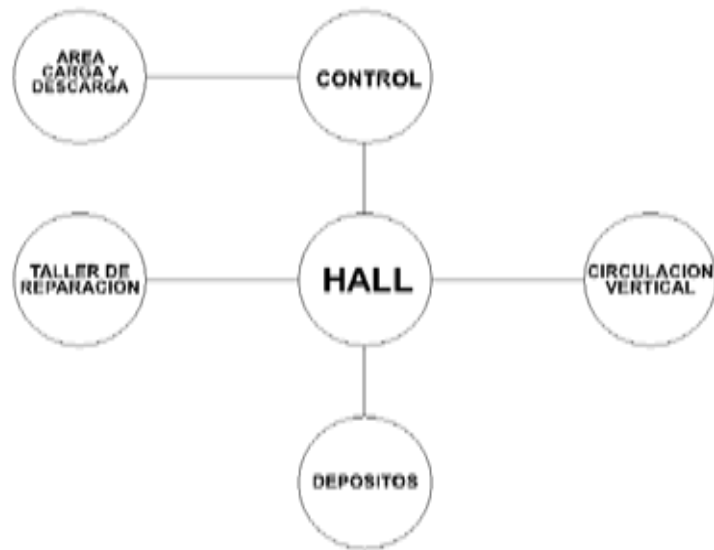 AREA
CARGA Y
DESCARGA
CONTROL
TALLER DE
REPARACION
HALL
CIRCULACION
VERTICAL
DEPOSITOS